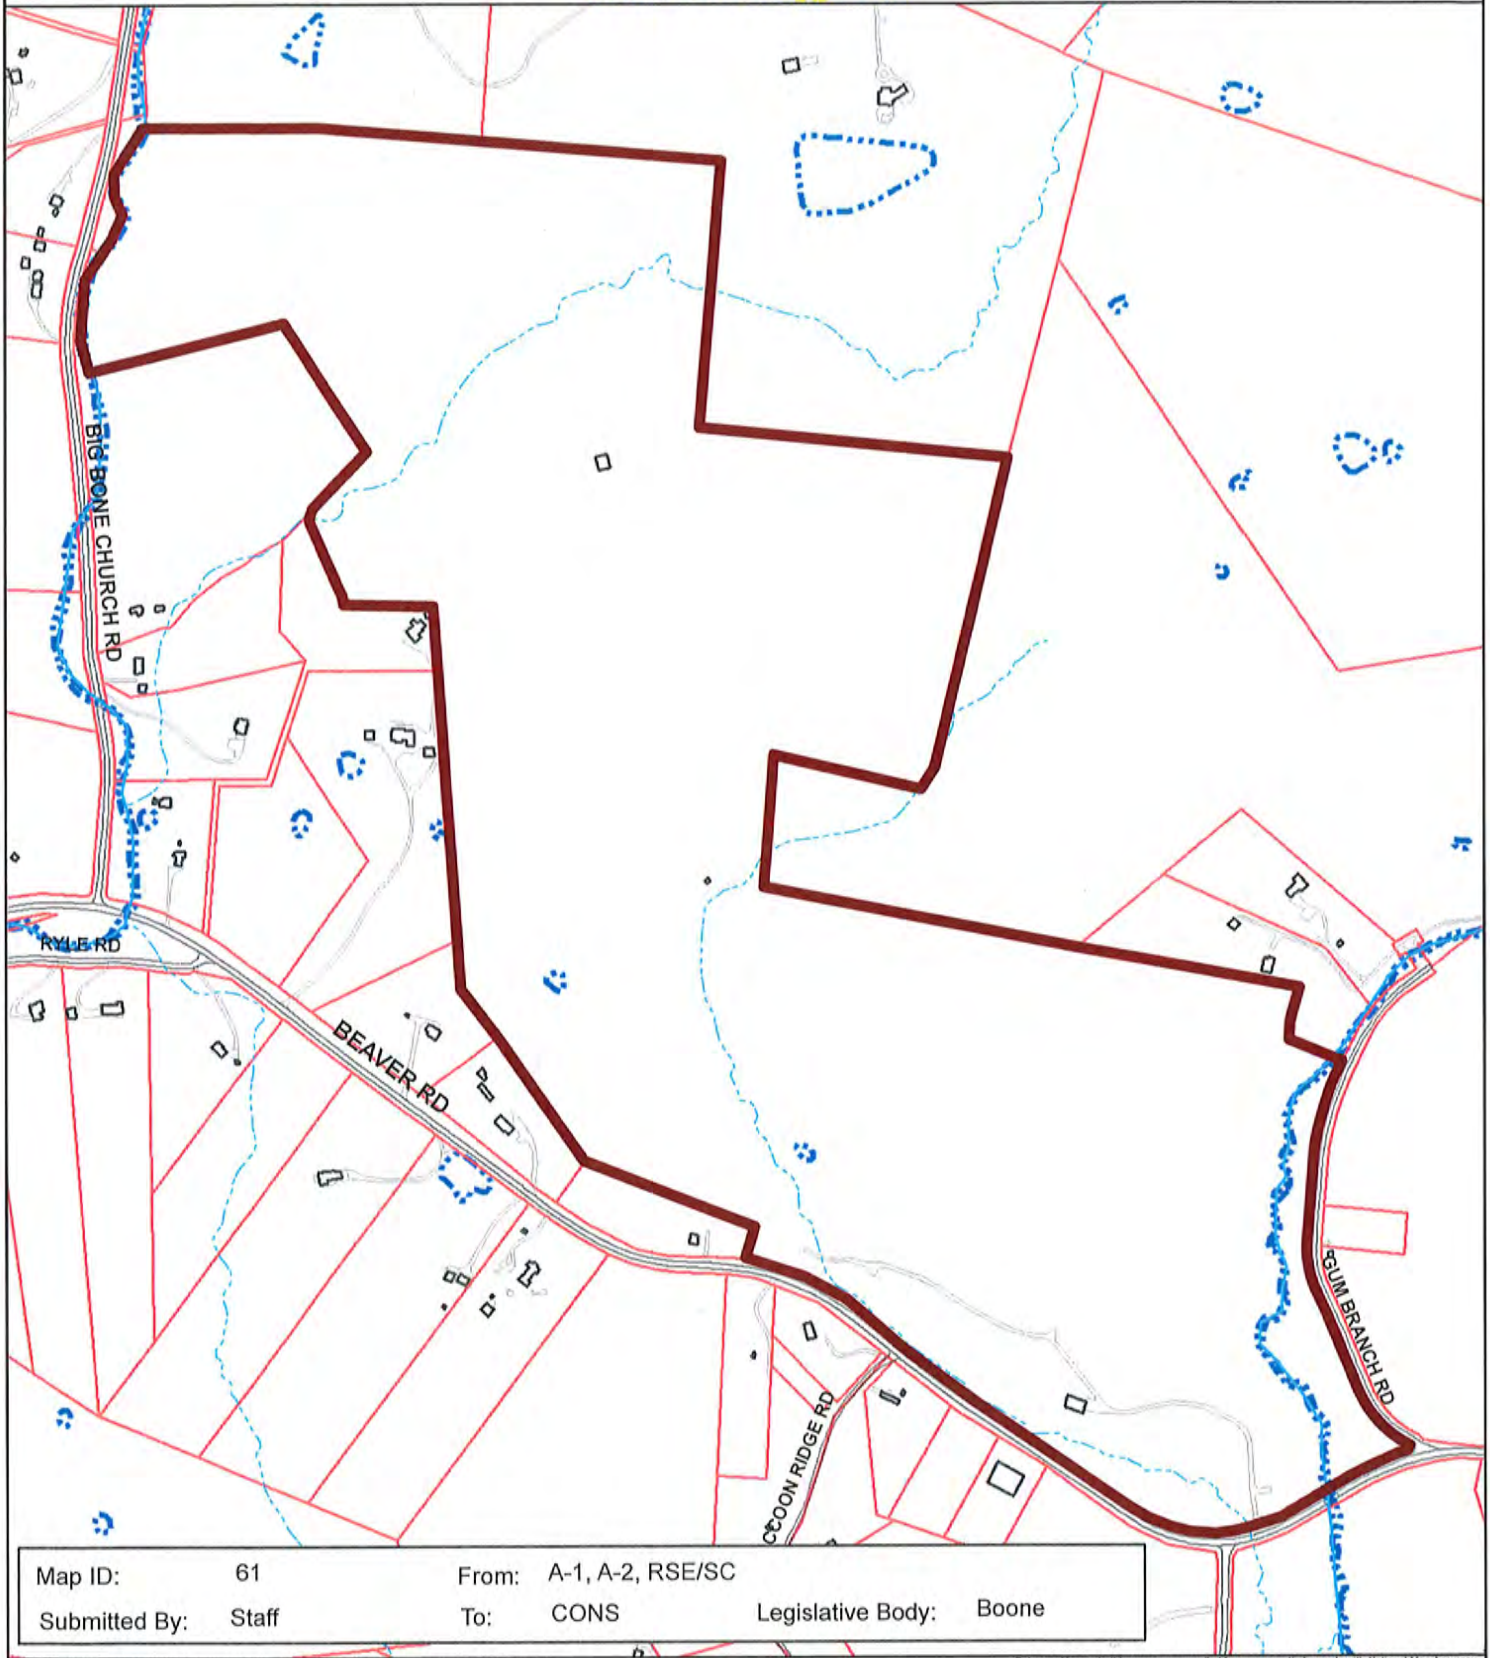 BIG BONE CHURCH RD
RYLE RD
BEAVER RD
GUM BRANCH RD
COON RIDGE RD
Map ID: 61 From: A-1, A-2, RSE/SC
Submitted By: Staff To: CONS Legislative Body: Boone